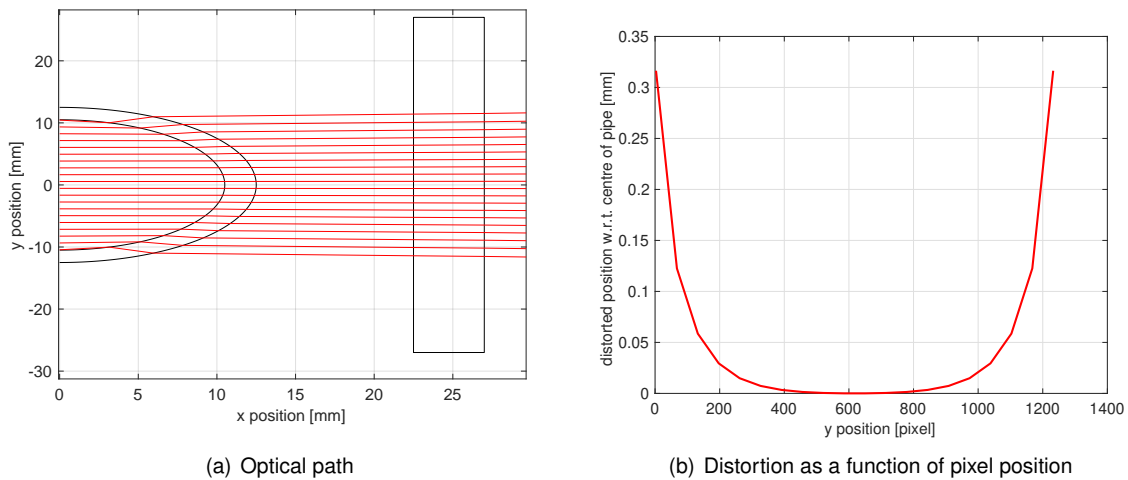 20
10
0
-10
-20
-30
y position [mm]
0 5 10 15 20 25
x position [mm]
(a) Optical path
0.35
0.3
0.25
0.2
0.15
0.1
0.05
0
distorted position w.r.t. centre of pipe [mm]
0 200 400 600 800 1000 1200 1400
y position [pixel]
(b) Distortion as a function of pixel position